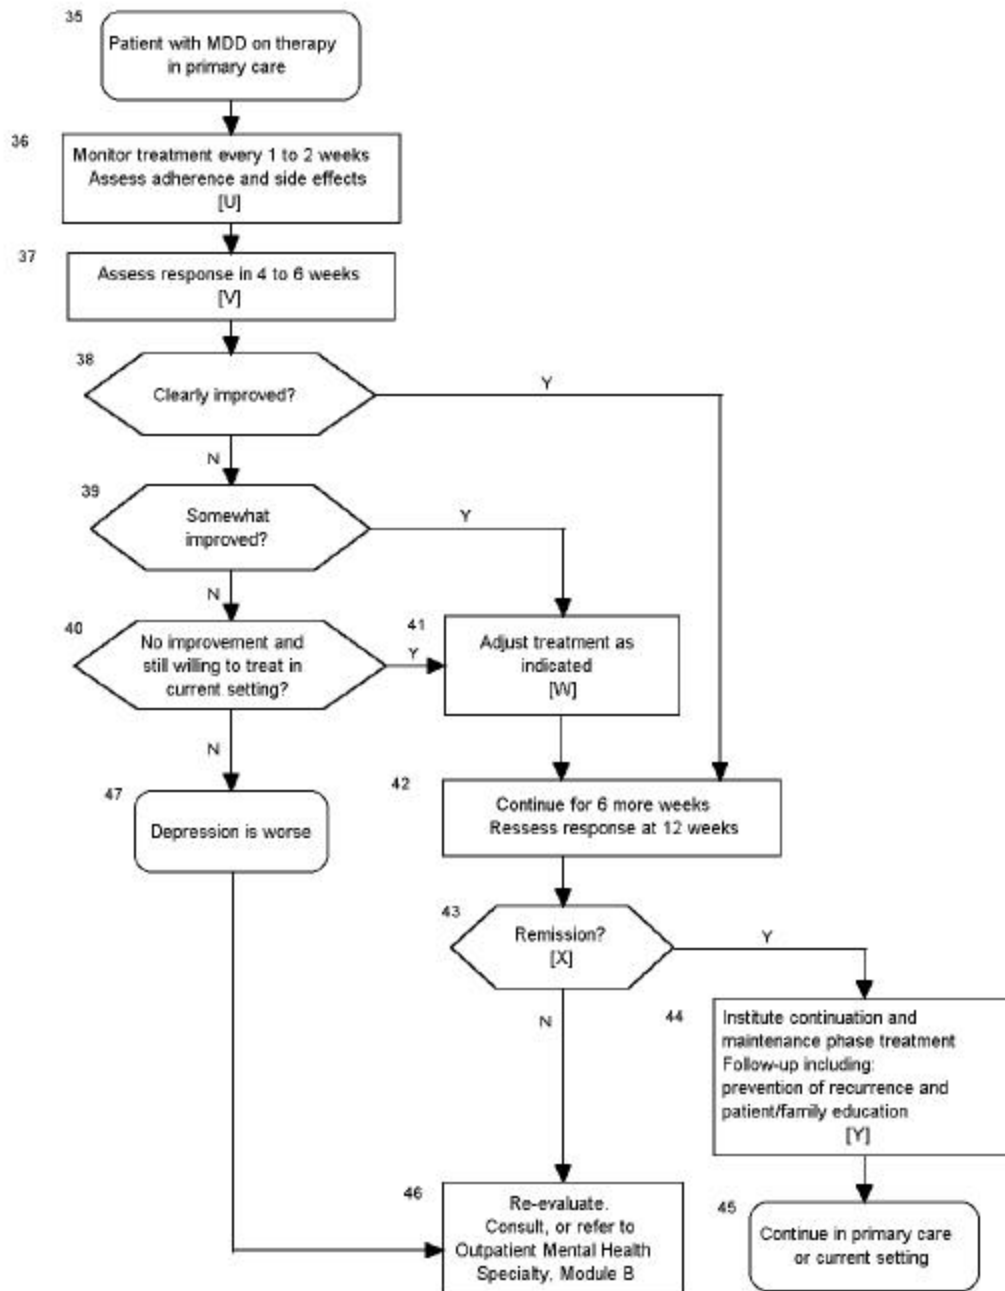 35
Patient with MDD on therapy
in primary care
36
Monitor treatment every 1 to 2 weeks
Assess adherence and side effects
[U]
37
Assess response in 4 to 6 weeks
[V]
38
Clearly improved?
Y
N
39
Somewhat
improved?
Y
N
40
No improvement and
still willing to treat in
current setting?
Y
N
41
Adjust treatment as
indicated
[W]
47
Depression is worse
42
Continue for 6 more weeks
Ressess response at 12 weeks
43
Remission?
[X]
Y
N
44
Institute continuation and
maintenance phase treatment
Follow-up including:
prevention of recurrence and
patient/family education
[Y]
46
Re-evaluate.
Consult, or refer to
Outpatient Mental Health
Specialty, Module B
45
Continue in primary care
or current setting